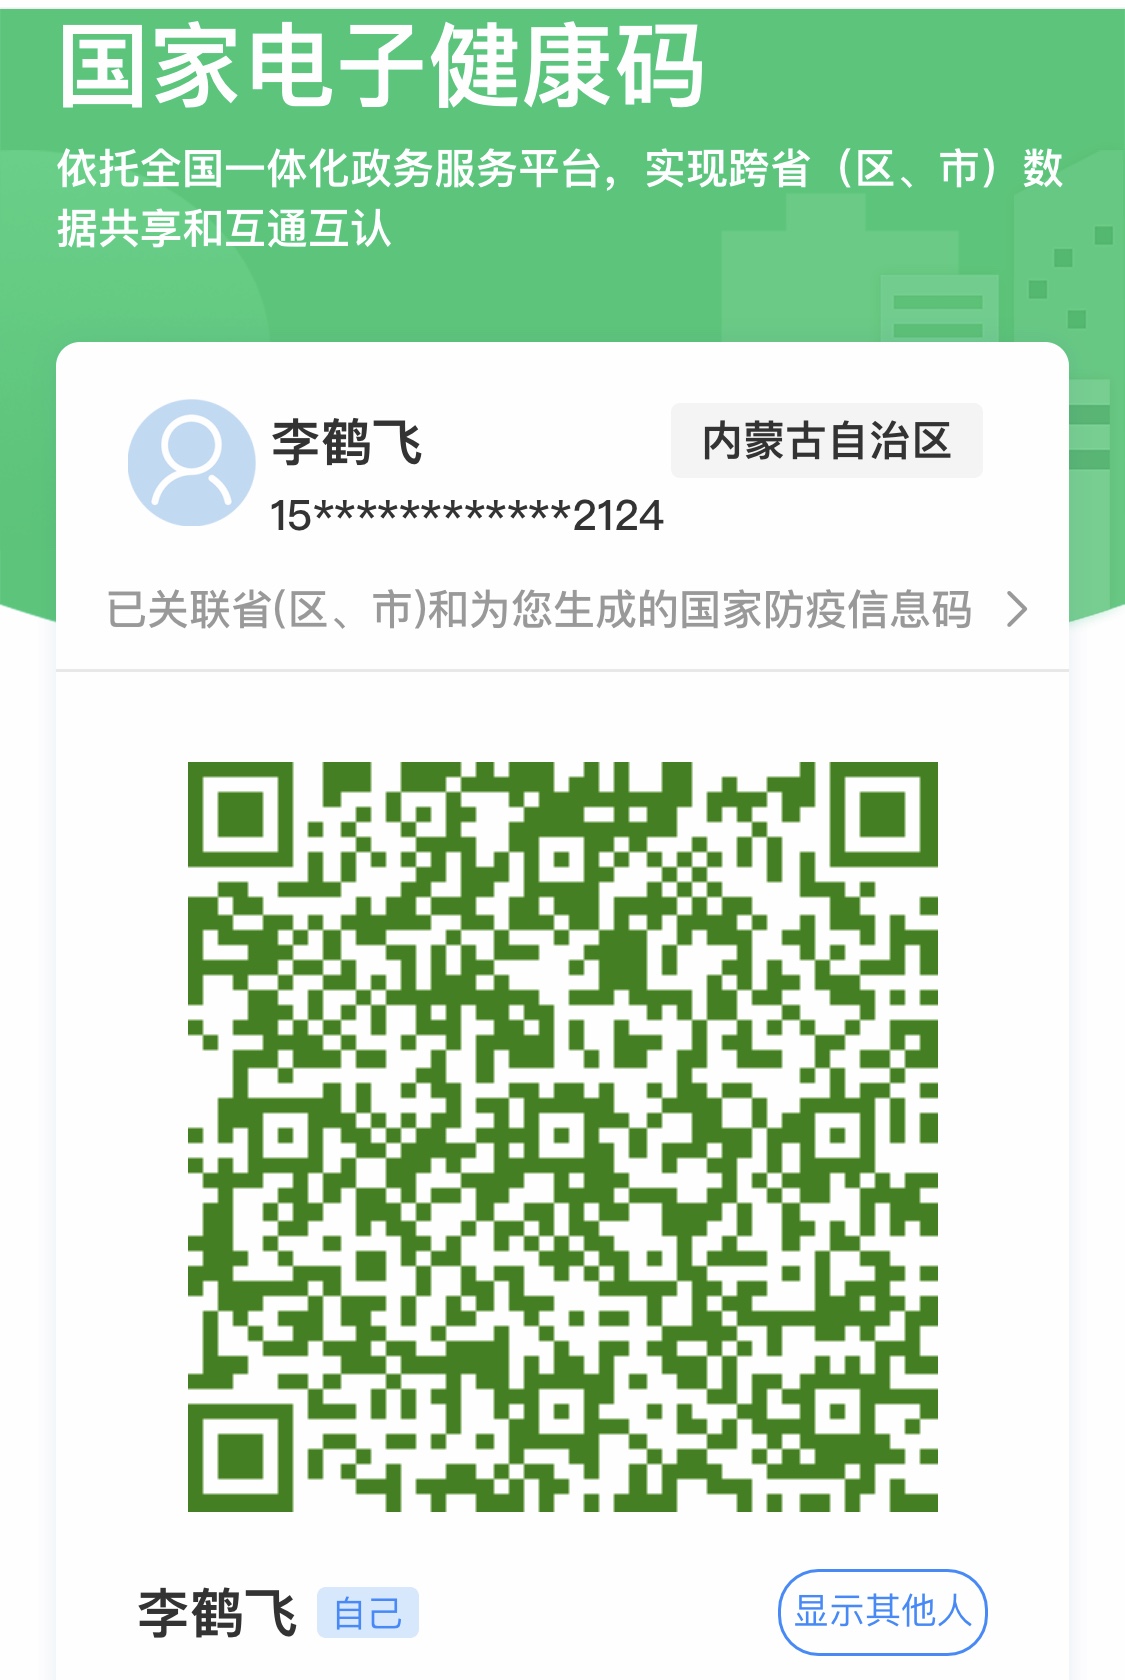 国家电子健康码
依托全国一体化政务服务平台，实现跨省（区、市）数
据共享和互通互认
李鹤飞
内蒙古自治区
15************2124
已关联省(区、市)和为您生成的国家防疫信息码
李鹤飞 自己
显示其他人